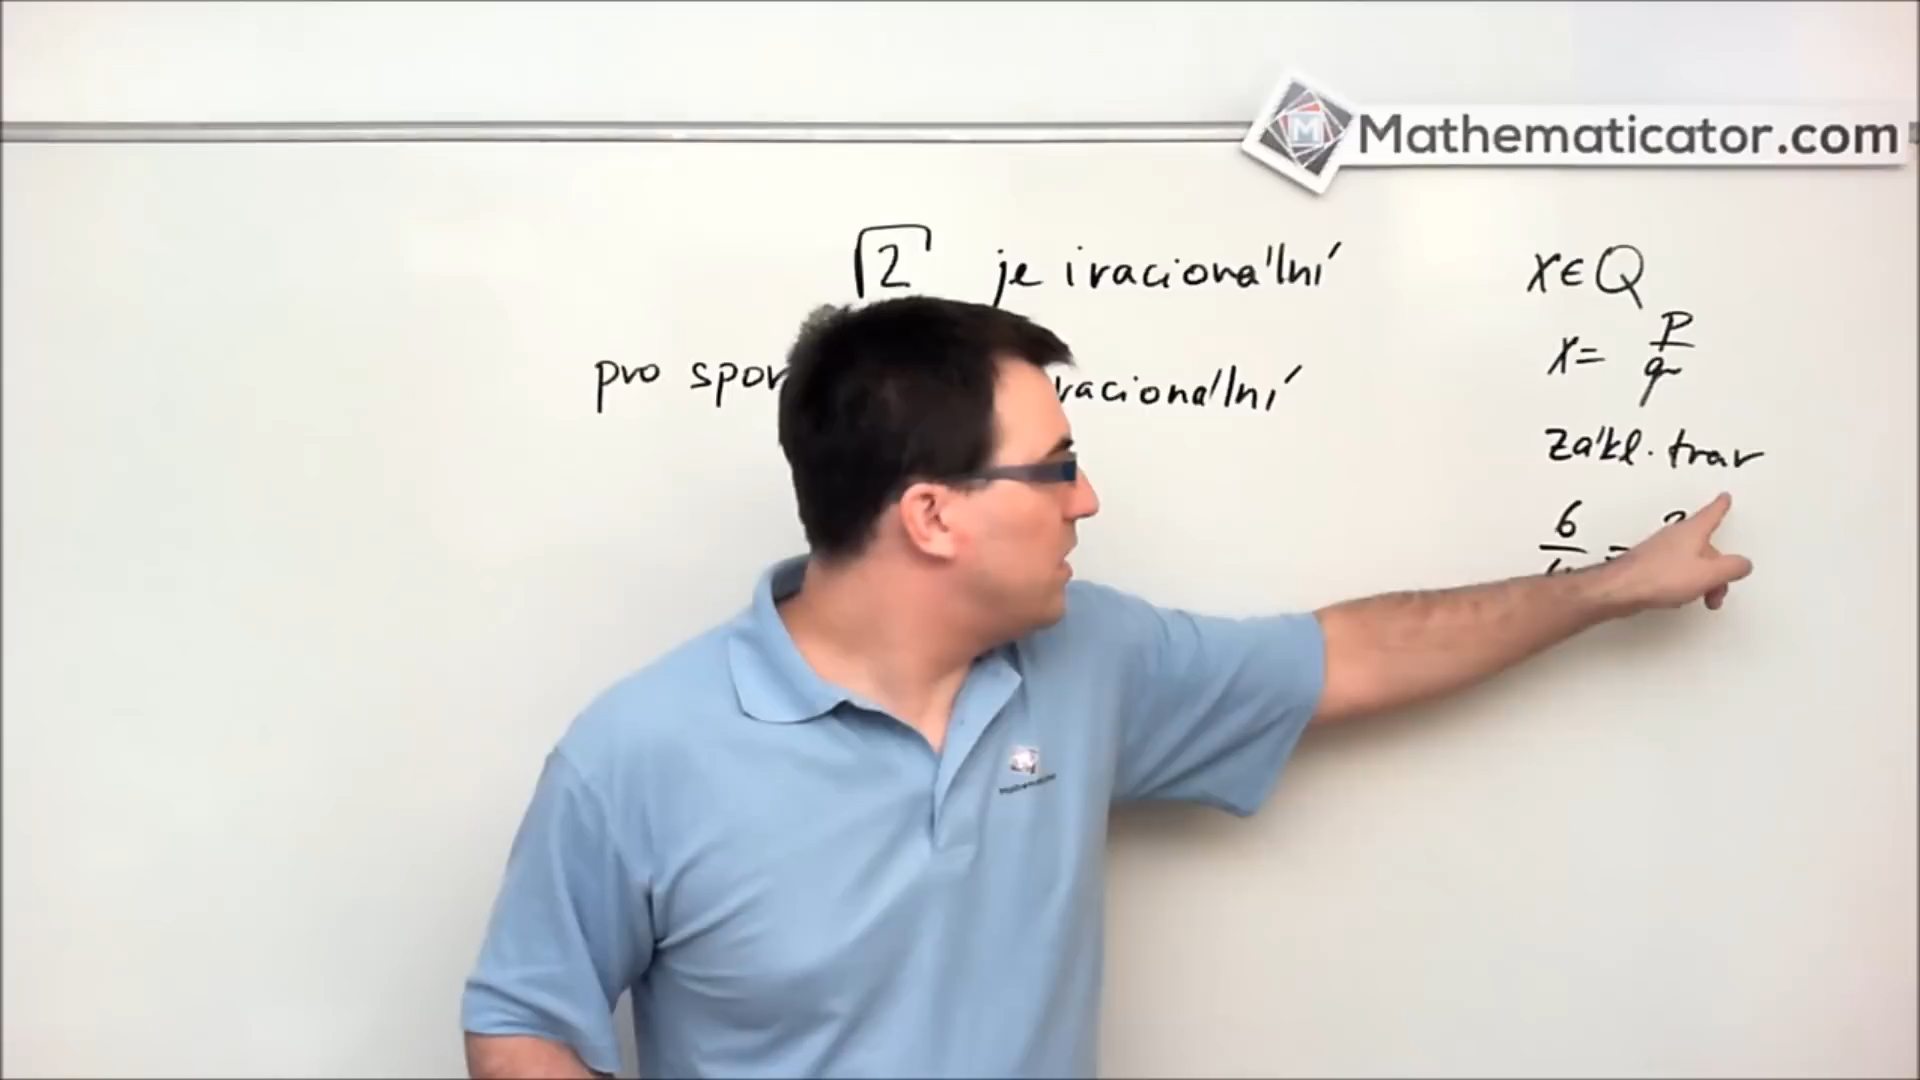 Mathematicator.com
√2 je iracionální
pro spor racionální
x∈Q
x= p/q
zákl. tvar
6 =